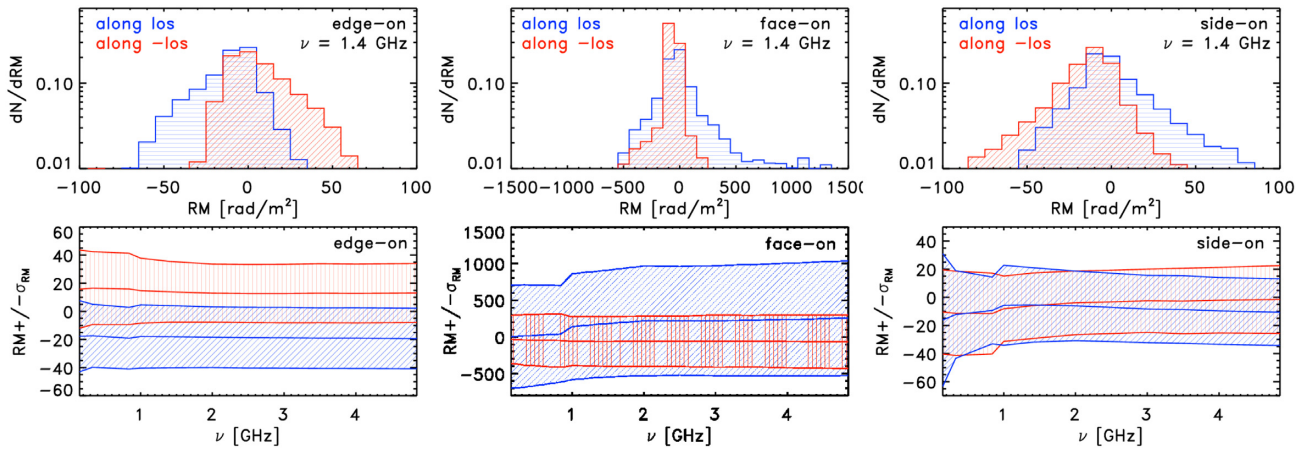 along los
along -los
edge-on
ν = 1.4 GHz
dN/dRM
0.10
0.01
-100 -50 0 50 100
RM [rad/m²]
along los
along -los
face-on
ν = 1.4 GHz
dN/dRM
0.10
0.01
-1500 -1000 -500 0 500 1000 1500
RM [rad/m²]
along los
along -los
side-on
ν = 1.4 GHz
dN/dRM
0.10
0.01
-100 -50 0 50 100
RM [rad/m²]
edge-on
RM+/-σRM
60
40
20
0
-20
-40
-60
1 2 3 4
ν [GHz]
face-on
RM+/-σRM
1500
1000
500
0
-500
1 2 3 4
ν [GHz]
side-on
RM+/-σRM
40
20
0
-20
-40
-60
1 2 3 4
ν [GHz]